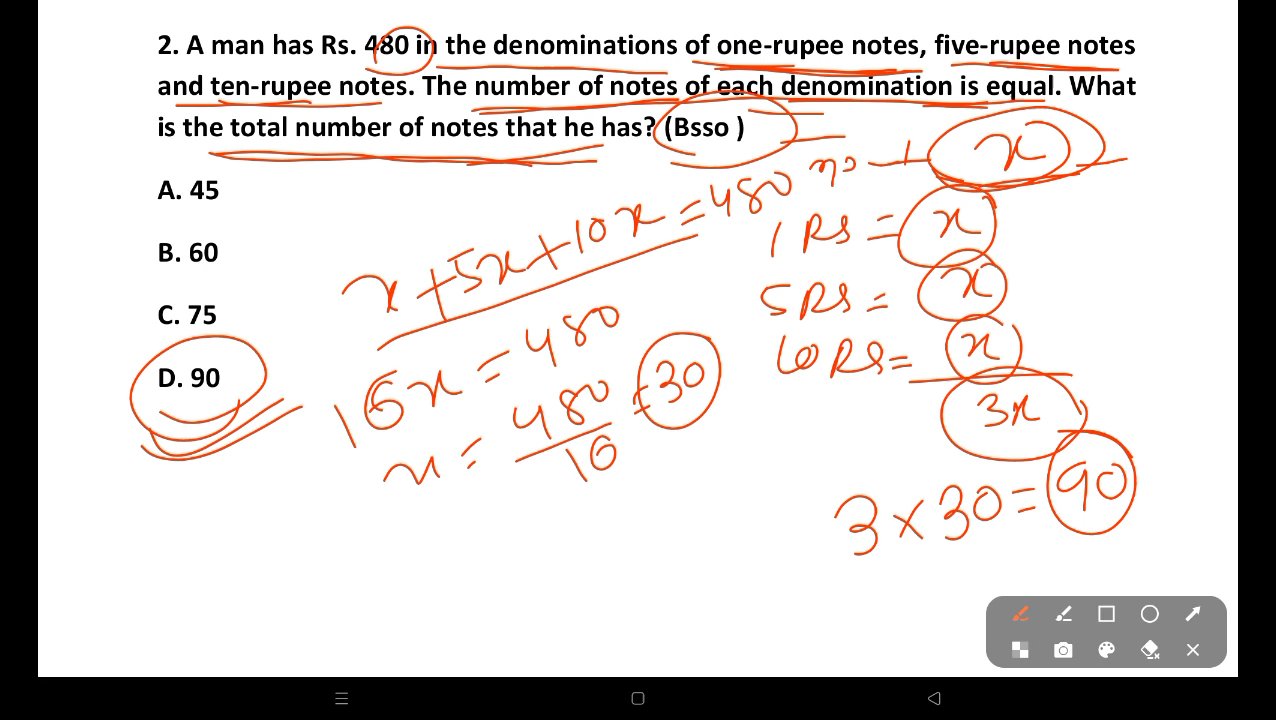 2. A man has Rs. 480 in the denominations of one-rupee notes, five-rupee notes
and ten-rupee notes. The number of notes of each denomination is equal. What
is the total number of notes that he has? (Bsso )
A. 45
B. 60
C. 75
D. 90
x+5x+10x=480
16x=480
x=480/16=30
x
1 RS = x
5 RS = x
10 RS= x
3x
3×30=90